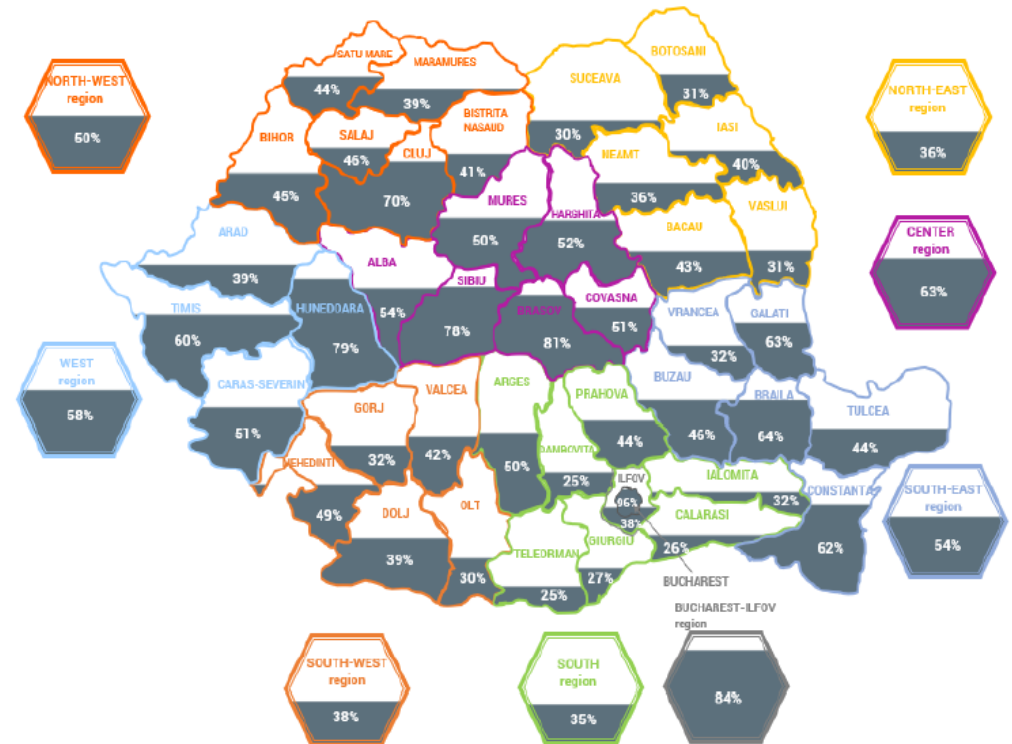 SATU MARE
44%
MARAMURES
39%
BOTOSANI
31%
SUCEAVA
30%
NORTH-WEST
region
50%
NORTH-EAST
region
36%
BISTRITA
NASAUD
41%
IASI
40%
BIHOR
45%
SALAJ
46%
CLUJ
70%
NEAMT
36%
MURES
50%
HARGHITA
52%
VASLUI
31%
BACAU
43%
ARAD
39%
ALBA
54%
CENTER
region
63%
SIBIU
78%
COVASNA
51%
BRASOV
81%
TIMIS
60%
HUNEDOARA
79%
VRANCEA
32%
GALATI
63%
WEST
region
58%
CARAS-SEVERIN
51%
VALCEA
42%
ARGES
50%
BUZAU
46%
PRAHOVA
44%
BRAILA
64%
TULCEA
44%
GORJ
32%
MEHEDINTI
49%
DAMBOVITA
25%
ILFOV
96%
38%
IALOMITA
32%
CONSTANTA
62%
SOUTH-EAST
region
54%
DOLJ
39%
OLT
30%
CALARASI
26%
TELEORMAN
25%
GIURGIU
27%
BUCHAREST
BUCHAREST-ILFOV
region
84%
SOUTH-WEST
region
38%
SOUTH
region
35%